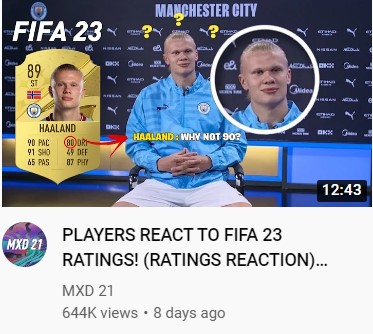 MANCHESTER CITY
FIFA 23
? ? ?
89
ST
HAALAND
90 PAC 80 DRI
91 SHO 49 DEF
65 PAS 87 PHY
HAALAND : WHY NOT 90?
12:43
MXD 21
PLAYERS REACT TO FIFA 23
RATINGS! (RATINGS REACTION)...
MXD 21
644K views • 8 days ago